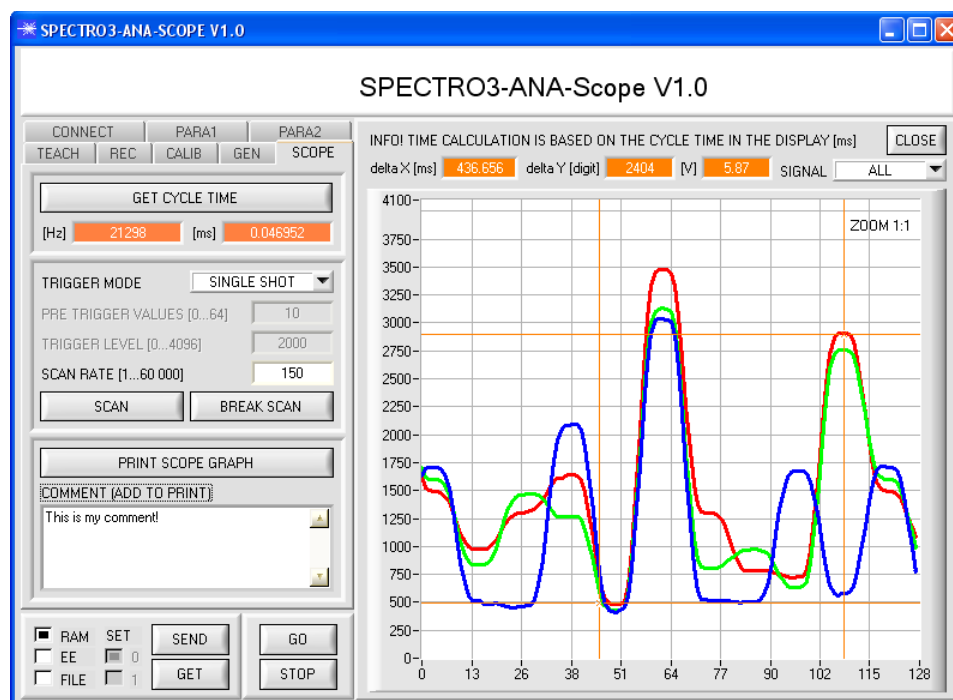 SPECTRO3-ANA-SCOPE V1.0
SPECTRO3-ANA-Scope V1.0
CONNECT PARA1 PARA2
TEACH REC CALIB GEN SCOPE
GET CYCLE TIME
[Hz] 21298 [ms] 0.046952
TRIGGER MODE SINGLE SHOT
PRE TRIGGER VALUES [0...64] 10
TRIGGER LEVEL [0...4096] 2000
SCAN RATE [1...60 000] 150
SCAN BREAK SCAN
PRINT SCOPE GRAPH
COMMENT (ADD TO PRINT)
This is my comment!
RAM SET SEND GO
EE 0
FILE 1 GET STOP
INFO! TIME CALCULATION IS BASED ON THE CYCLE TIME IN THE DISPLAY [ms] CLOSE
delta X [ms] 436.656 delta Y [digit] 2404 [V] 5.87 SIGNAL ALL
ZOOM 1:1
4100
3750
3500
3250
3000
2750
2500
2250
2000
1750
1500
1250
1000
750
500
250
0
0 13 26 38 51 64 77 90 102 115 128